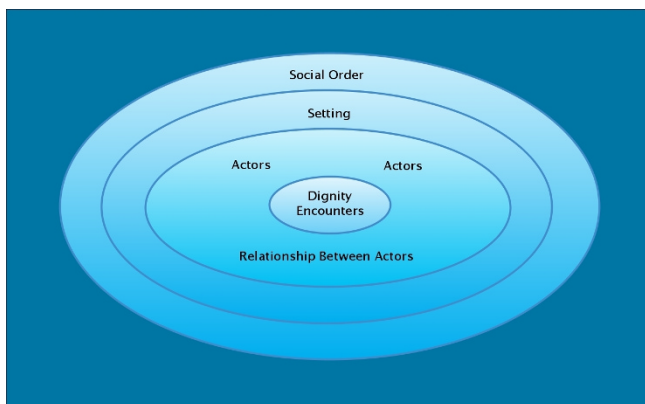 Social Order
Setting
Actors
Actors
Dignity
Encounters
Relationship Between Actors